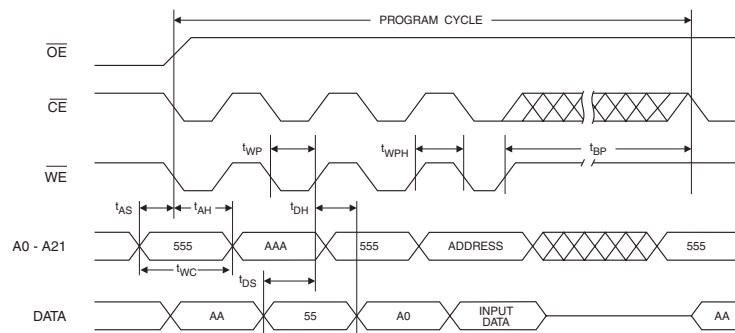 PROGRAM CYCLE
OE
CE
tWP
tWPH
tBP
WE
tAS
tAH
tDH
A0 - A21
555
AAA
555
ADDRESS
555
tWC
tDS
DATA
AA
55
A0
INPUT
DATA
AA